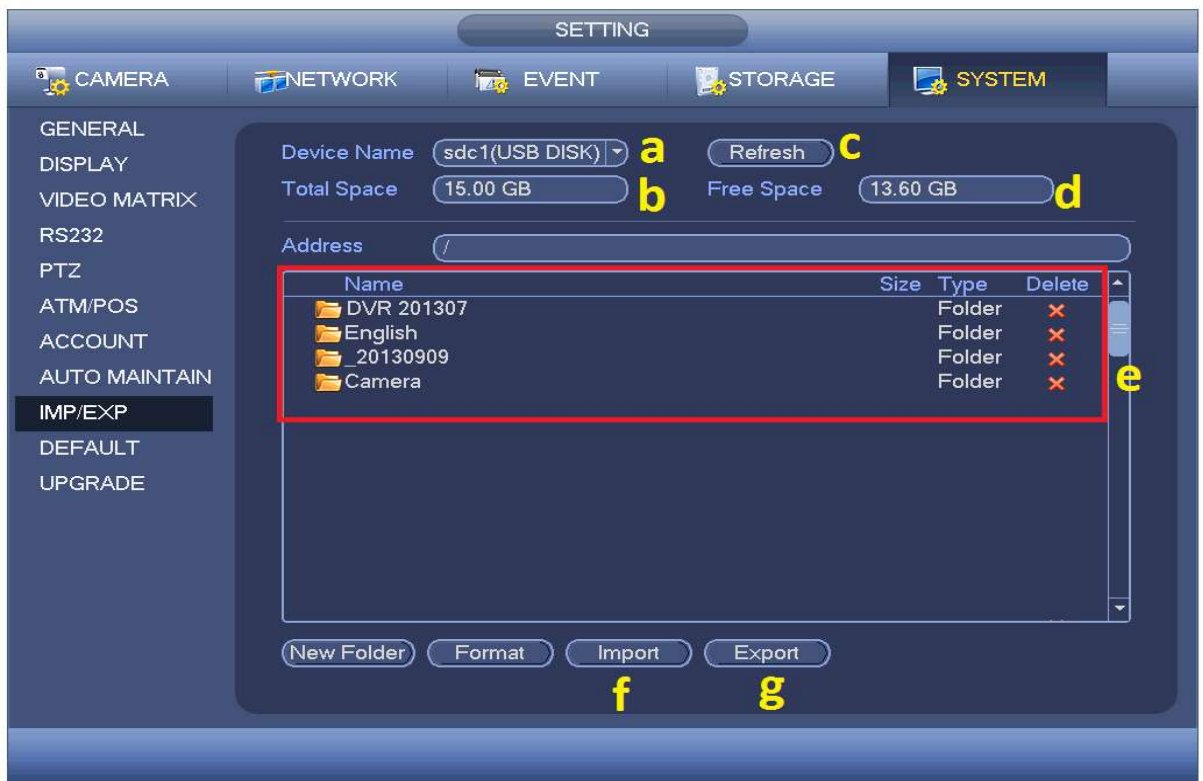 SETTING
CAMERA NETWORK EVENT STORAGE SYSTEM
GENERAL
DISPLAY
VIDEO MATRIX
RS232
PTZ
ATM/POS
ACCOUNT
AUTO MAINTAIN
IMP/EXP
DEFAULT
UPGRADE
Device Name sdc1(USB DISK) a Refresh c
Total Space 15.00 GB b Free Space 13.60 GB d
Address /
Name Size Type Delete
DVR 201307 Folder
English Folder
_20130909 Folder
Camera Folder
e
New Folder Format Import Export
f g